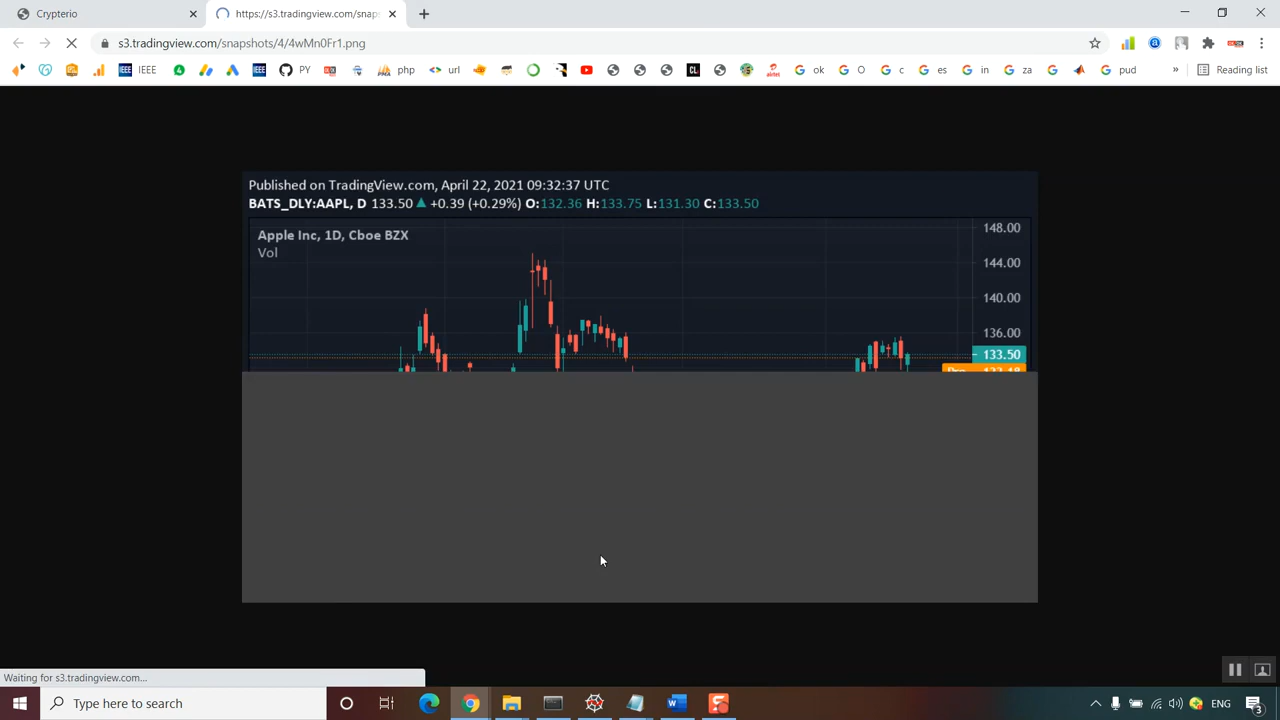 Crypterio
https://s3.tradingview.com/snaps
s3.tradingview.com/snapshots/4/4wMn0Fr1.png
IEEE
PY
php
url
ok
O
c
es
in
za
pud
Reading list
Published on TradingView.com, April 22, 2021 09:32:37 UTC
BATS_DLY:AAPL, D 133.50 ▲ +0.39 (+0.29%) O:132.36 H:133.75 L:131.30 C:133.50
Apple Inc, 1D, Cboe BZX
Vol
148.00
144.00
140.00
136.00
133.50
Waiting for s3.tradingview.com...
Type here to search
ENG
3